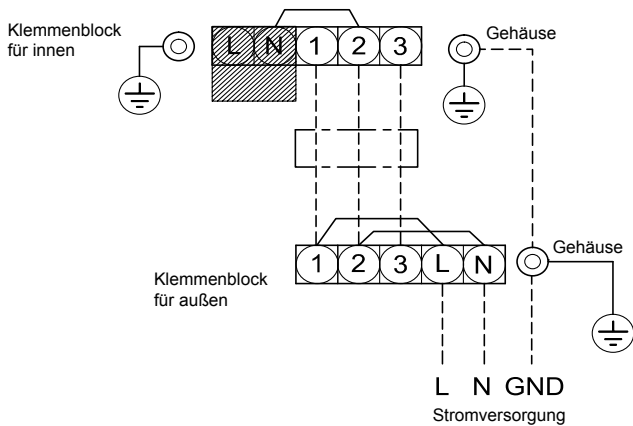 Klemmenblock
für innen
L N 1 2 3
Gehäuse
1 2 3 L N
Gehäuse
Klemmenblock
für außen
L N GND
Stromversorgung